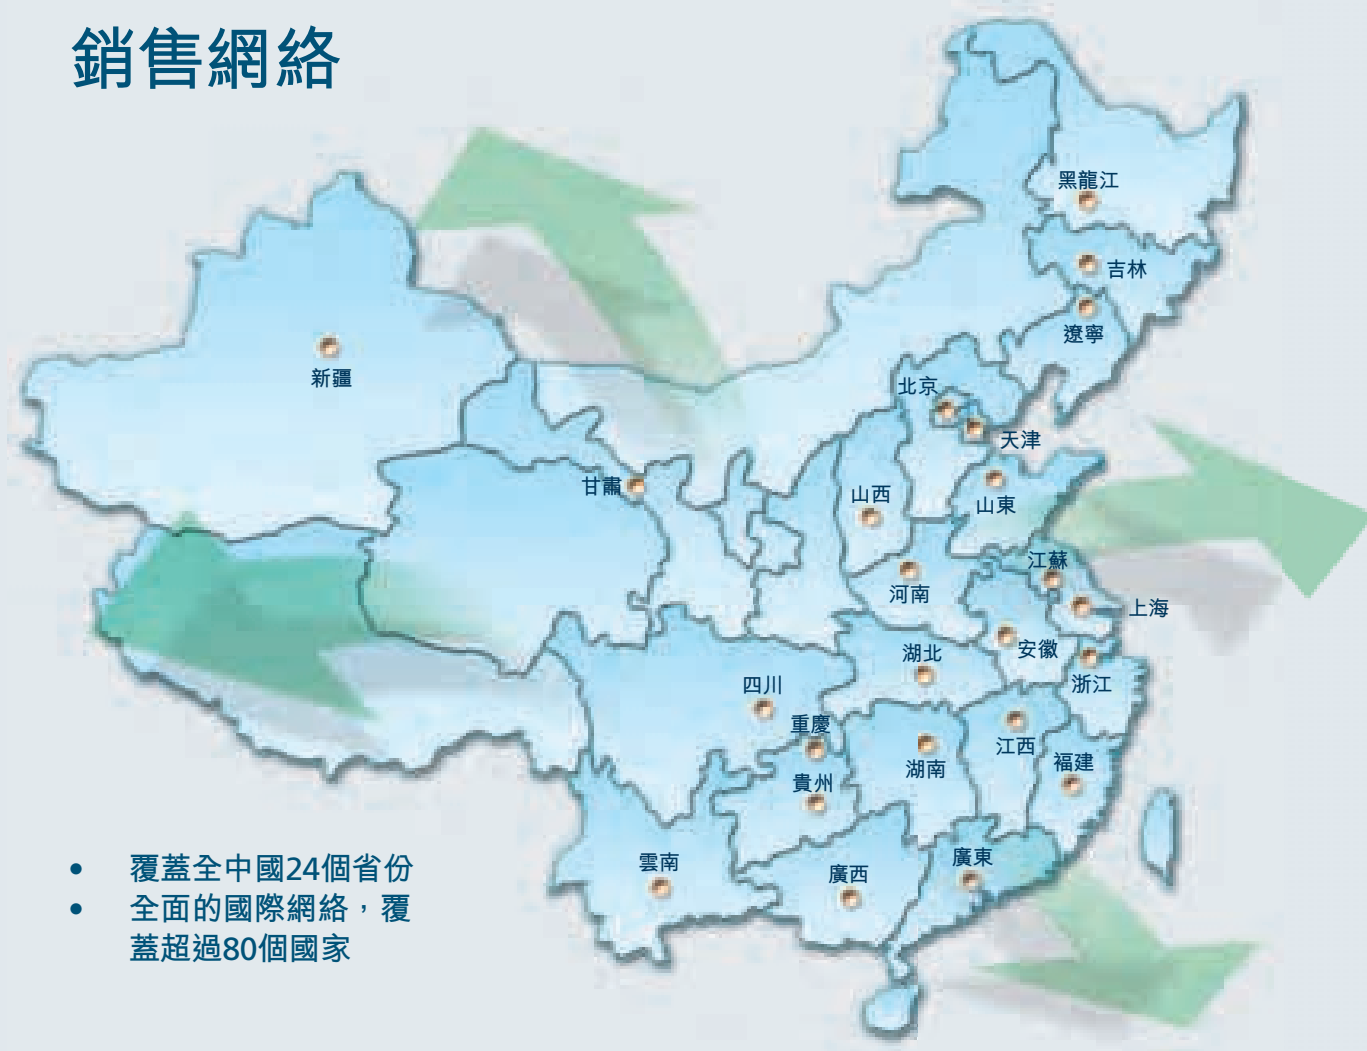 銷售網絡
黑龍江
吉林
遼寧
新疆
北京
天津
甘肅
山西
山東
江蘇
河南
上海
安徽
湖北
浙江
四川
重慶
江西
湖南
福建
貴州
雲南
廣東
廣西
• 覆蓋全中國24個省份
• 全面的國際網絡，覆
蓋超過80個國家